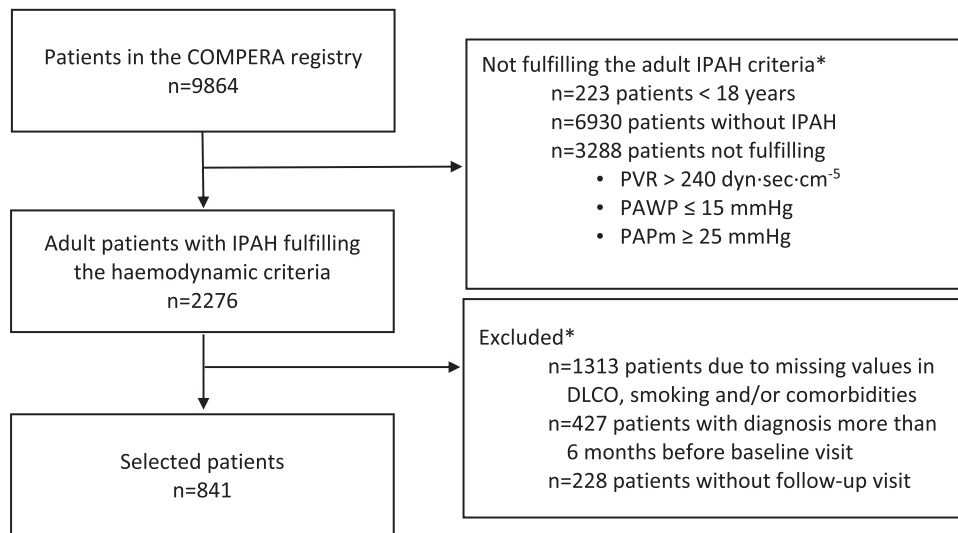 Patients in the COMPERA registry
n=9864
Not fulfilling the adult IPAH criteria*
n=223 patients < 18 years
n=6930 patients without IPAH
n=3288 patients not fulfilling
• PVR > 240 dyn·sec·cm⁻⁵
• PAWP ≤ 15 mmHg
• PAPm ≥ 25 mmHg
Adult patients with IPAH fulfilling
the haemodynamic criteria
n=2276
Excluded*
n=1313 patients due to missing values in
DLCO, smoking and/or comorbidities
n=427 patients with diagnosis more than
6 months before baseline visit
n=228 patients without follow-up visit
Selected patients
n=841